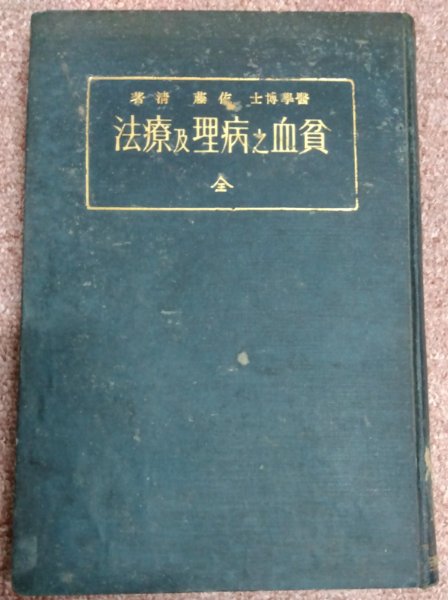 醫學博士 佐藤清著
貧血之病理及療法
全